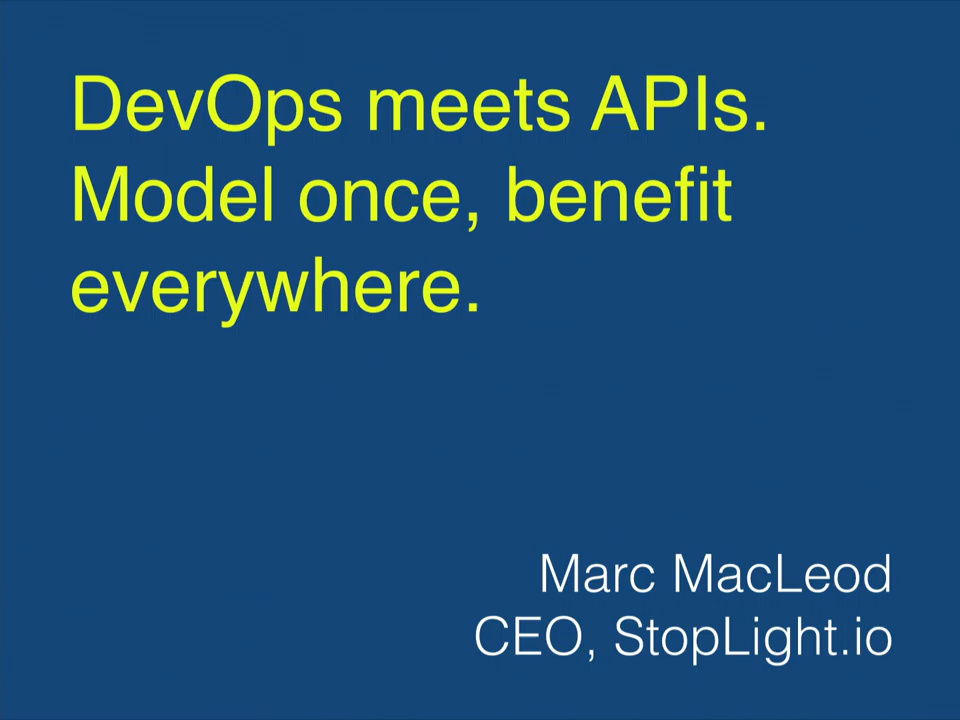 DevOps meets APIs.
Model once, benefit
everywhere.
Marc MacLeod
CEO, StopLight.io